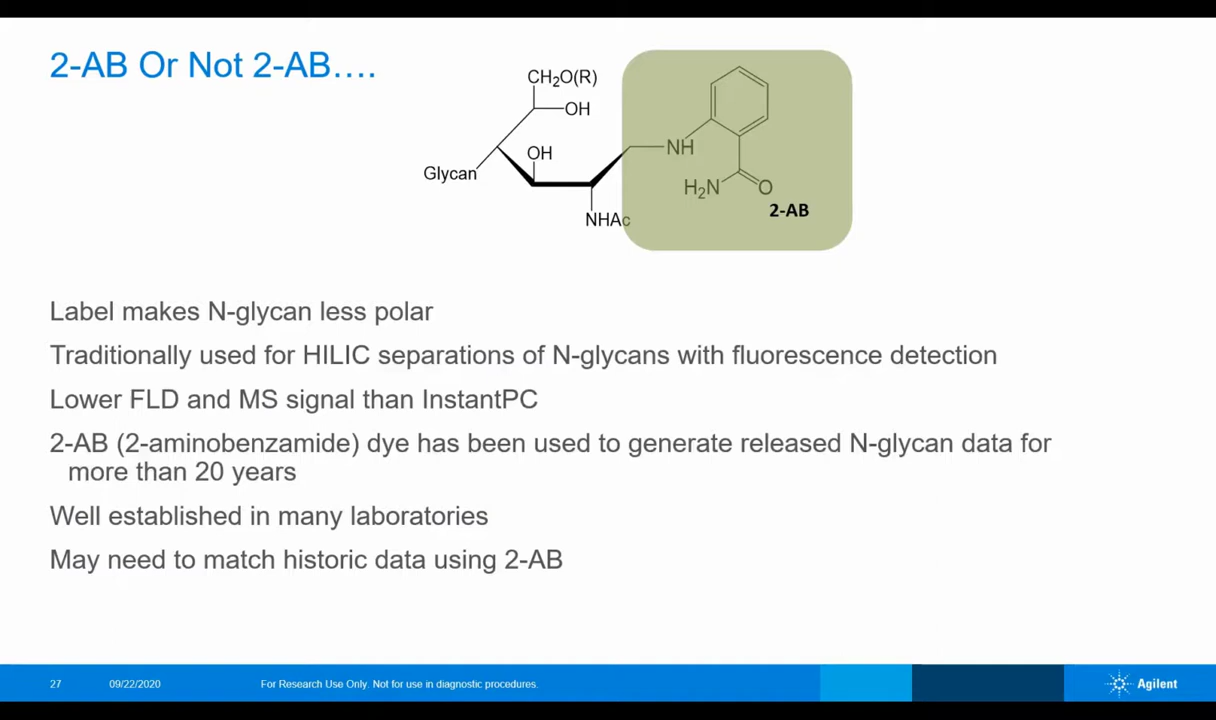 2-AB Or Not 2-AB....
CH2O(R)
OH
OH
NH
Glycan
H2N
O
2-AB
NHAc
Label makes N-glycan less polar
Traditionally used for HILIC separations of N-glycans with fluorescence detection
Lower FLD and MS signal than InstantPC
2-AB (2-aminobenzamide) dye has been used to generate released N-glycan data for
more than 20 years
Well established in many laboratories
May need to match historic data using 2-AB
27
09/22/2020
For Research Use Only. Not for use in diagnostic procedures.
Agilent